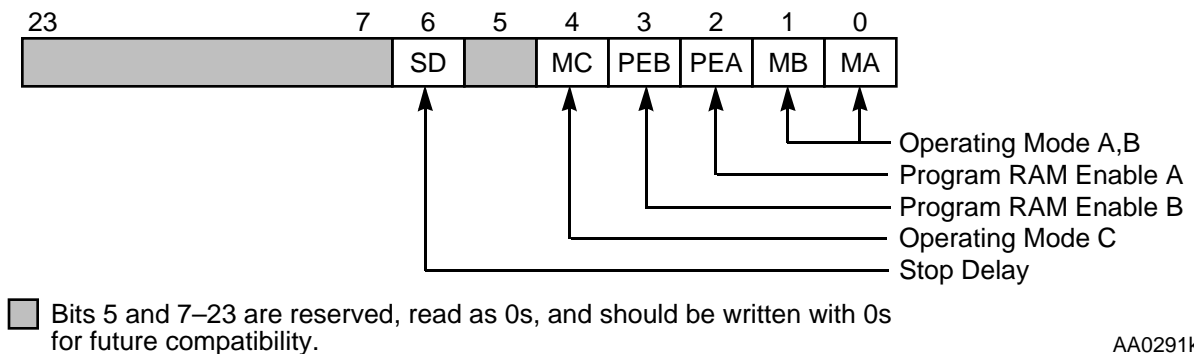 23 7 6 5 4 3 2 1 0
SD MC PEB PEA MB MA
Operating Mode A,B
Program RAM Enable A
Program RAM Enable B
Operating Mode C
Stop Delay
Bits 5 and 7–23 are reserved, read as 0s, and should be written with 0s
for future compatibility.
AA0291k